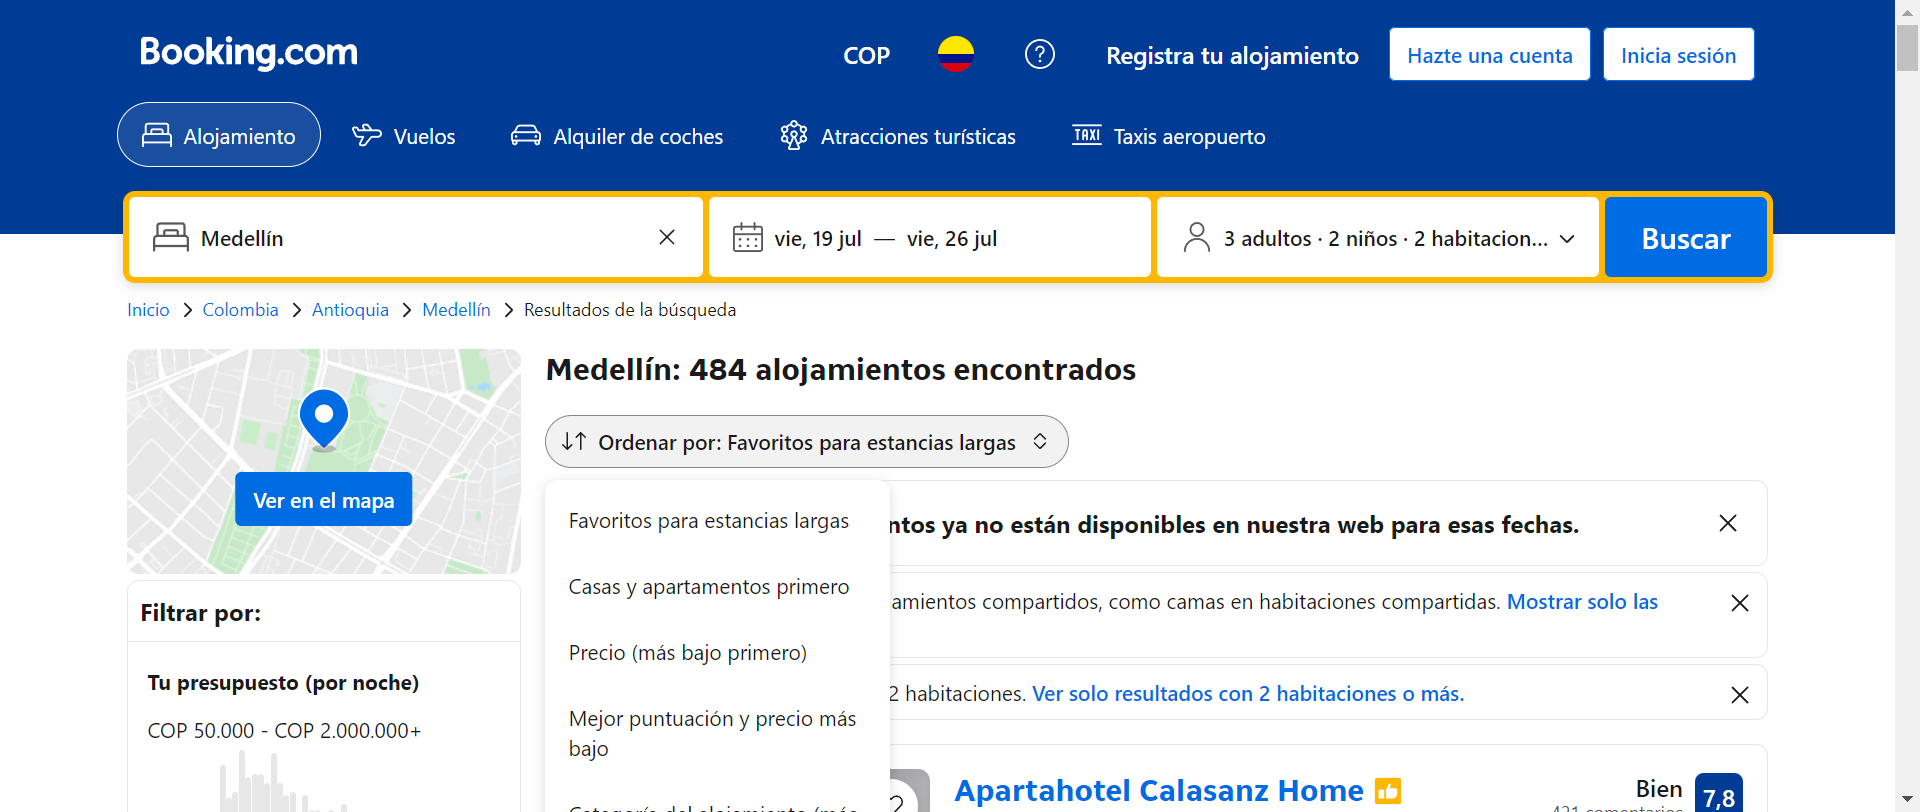 Booking.com
COP
Registra tu alojamiento
Hazte una cuenta
Inicia sesión
Alojamiento
Vuelos
Alquiler de coches
TAXI
Atracciones turísticas
Taxis aeropuerto
Medellín
vie, 19 jul — vie, 26 jul
3 adultos · 2 niños · 2 habitacion...
Buscar
Inicio > Colombia > Antioquia > Medellín > Resultados de la búsqueda
Medellín: 484 alojamientos encontrados
Ordenar por: Favoritos para estancias largas
Ver en el mapa
Favoritos para estancias largas
Casas y apartamentos primero
Precio (más bajo primero)
Mejor puntuación y precio más
bajo
ntos ya no están disponibles en nuestra web para esas fechas.
amientos compartidos, como camas en habitaciones compartidas. Mostrar solo las
2 habitaciones. Ver solo resultados con 2 habitaciones o más.
Filtrar por:
Tu presupuesto (por noche)
COP 50.000 - COP 2.000.000+
Apartahotel Calasanz Home
Bien
7,8